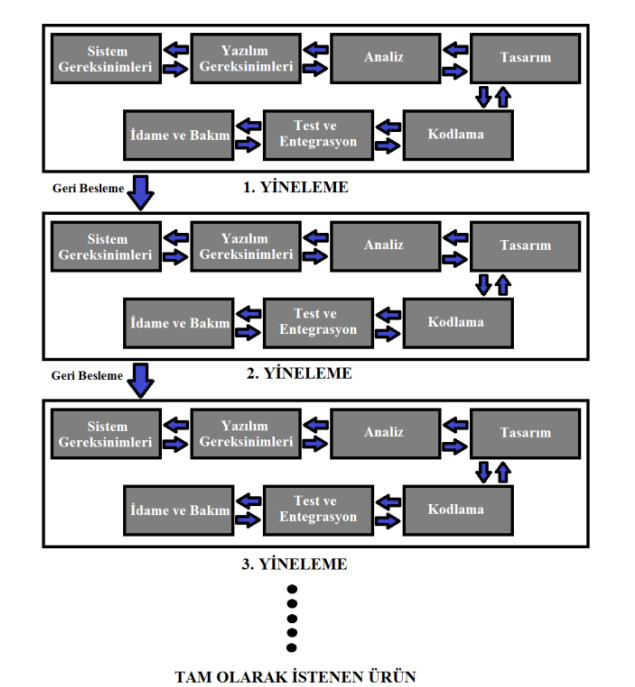 Sistem
Gereksinimleri
Yazılım
Gereksinimleri
Analiz
Tasarım
İdame ve Bakım
Test ve
Entegrasyon
Kodlama
Geri Besleme
1. YİNELEME
Sistem
Gereksinimleri
Yazılım
Gereksinimleri
Analiz
Tasarım
İdame ve Bakım
Test ve
Entegrasyon
Kodlama
Geri Besleme
2. YİNELEME
Sistem
Gereksinimleri
Yazılım
Gereksinimleri
Analiz
Tasarım
İdame ve Bakım
Test ve
Entegrasyon
Kodlama
3. YİNELEME
TAM OLARAK İSTENEN ÜRÜN